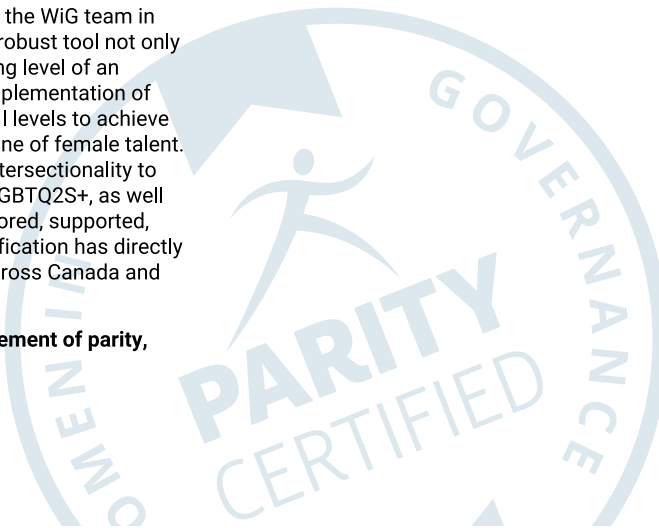 the WiG team in
robust tool not only
ng level of an
plementation of
l levels to achieve
ne of female talent.
tersectionality to
GBTQ2S+, as well
ored, supported,
fication has directly
ross Canada and
ement of parity,
OMEN IN
GOVERNANCE
PARITY
CERTIFIED